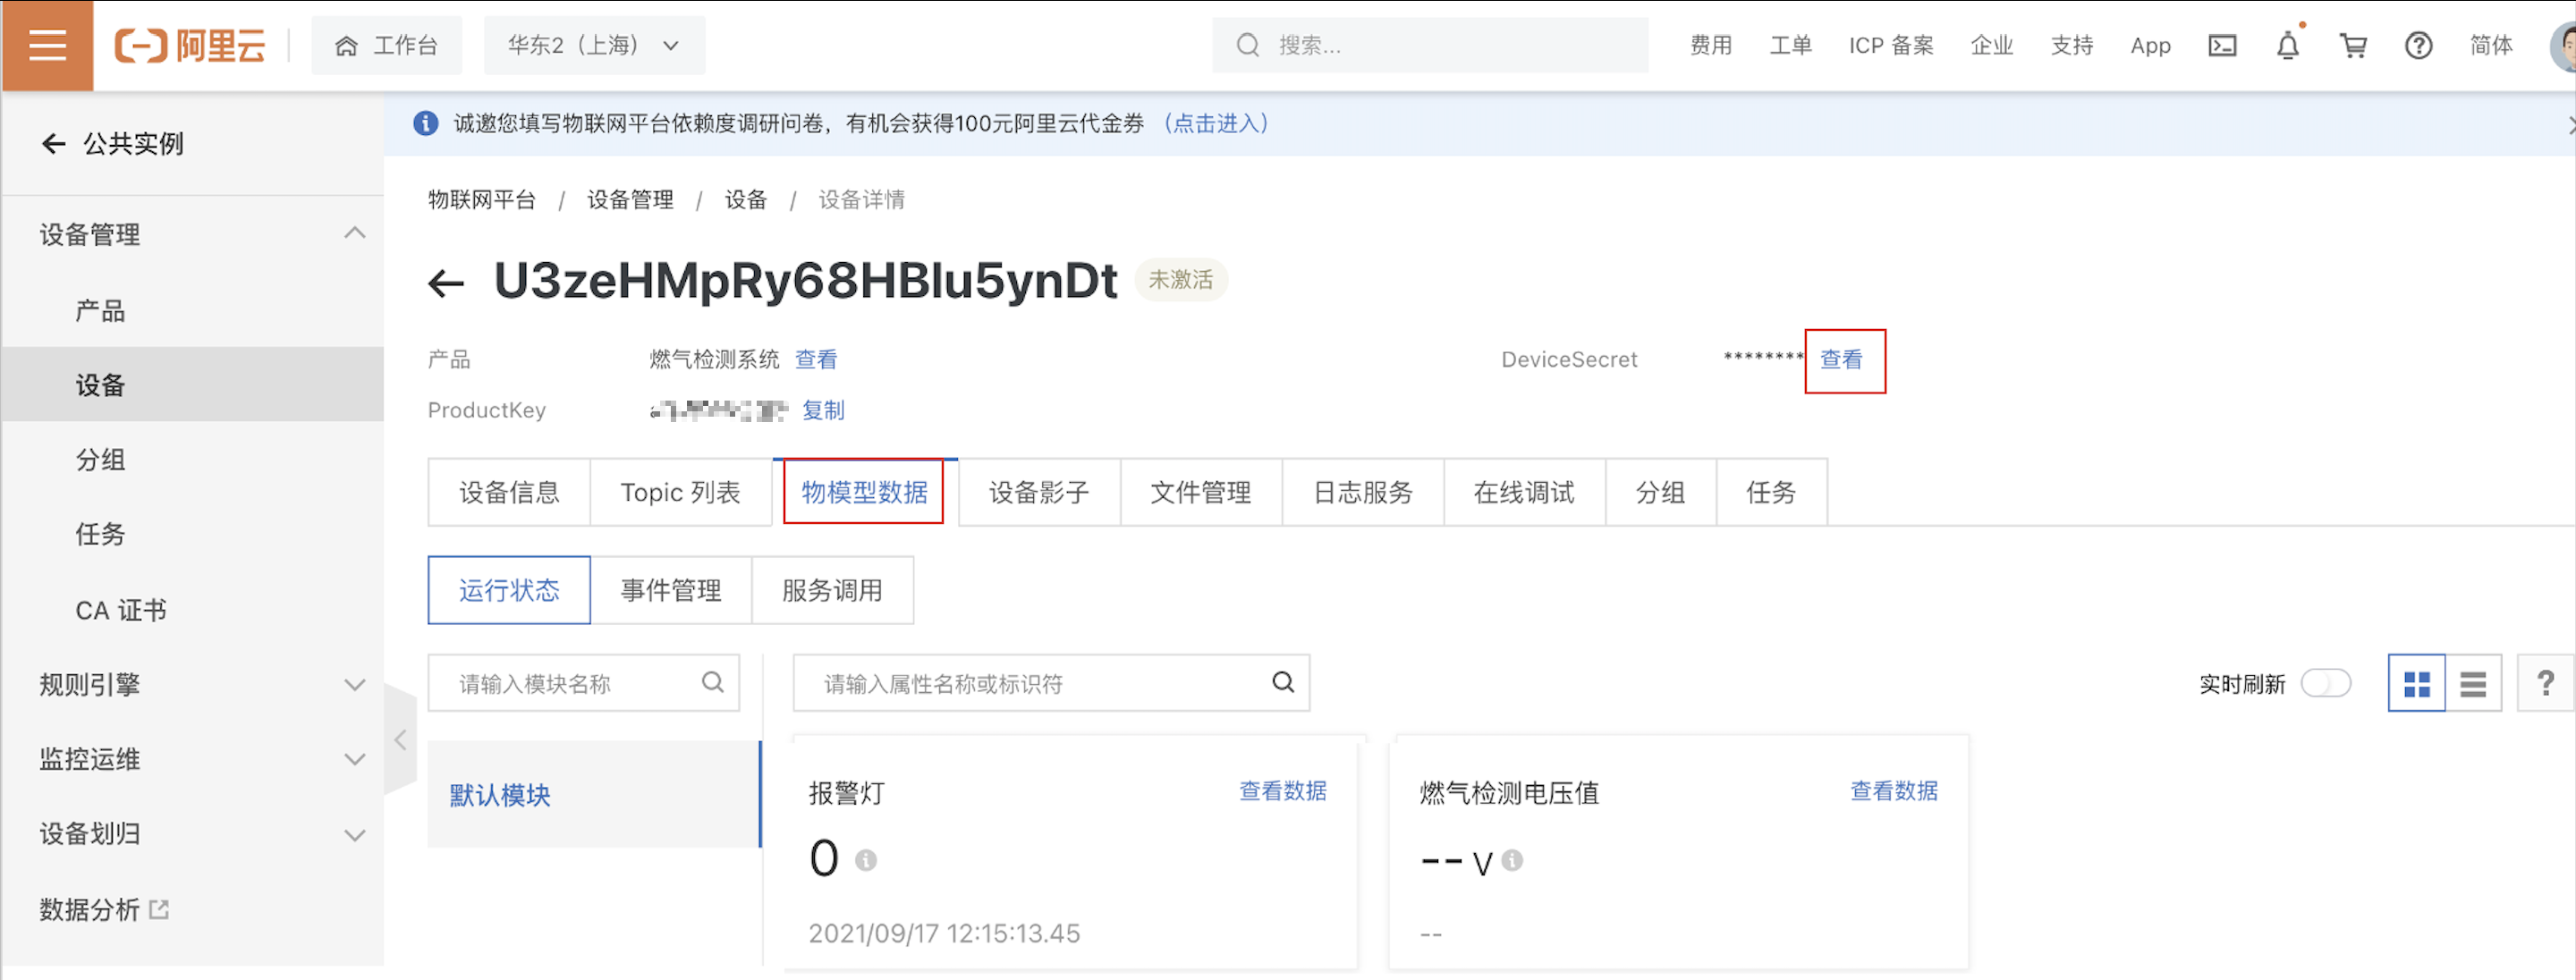 阿里云
工作台
华东2（上海）
搜索...
费用
工单
ICP 备案
企业
支持
App
简体
公共实例
设备管理
产品
设备
分组
任务
CA 证书
规则引擎
监控运维
设备划归
数据分析
诚邀您填写物联网平台依赖度调研问卷，有机会获得100元阿里云代金券 （点击进入）
物联网平台 / 设备管理 / 设备 / 设备详情
U3zeHMpRy68HBIu5ynDt 未激活
产品 燃气检测系统 查看
DeviceSecret ******** 查看
ProductKey 复制
设备信息 Topic 列表 物模型数据 设备影子 文件管理 日志服务 在线调试 分组 任务
运行状态 事件管理 服务调用
请输入模块名称
请输入属性名称或标识符
实时刷新
?
默认模块
报警灯 查看数据
0
2021/09/17 12:15:13.45
燃气检测电压值 查看数据
-- V
--